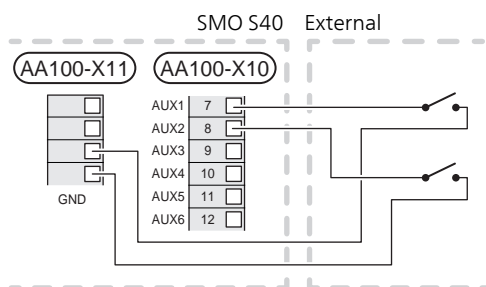 SMO S40 External
AA100-X11 AA100-X10
AUX1 7
AUX2 8
AUX3 9
AUX4 10
AUX5 11
AUX6 12
GND